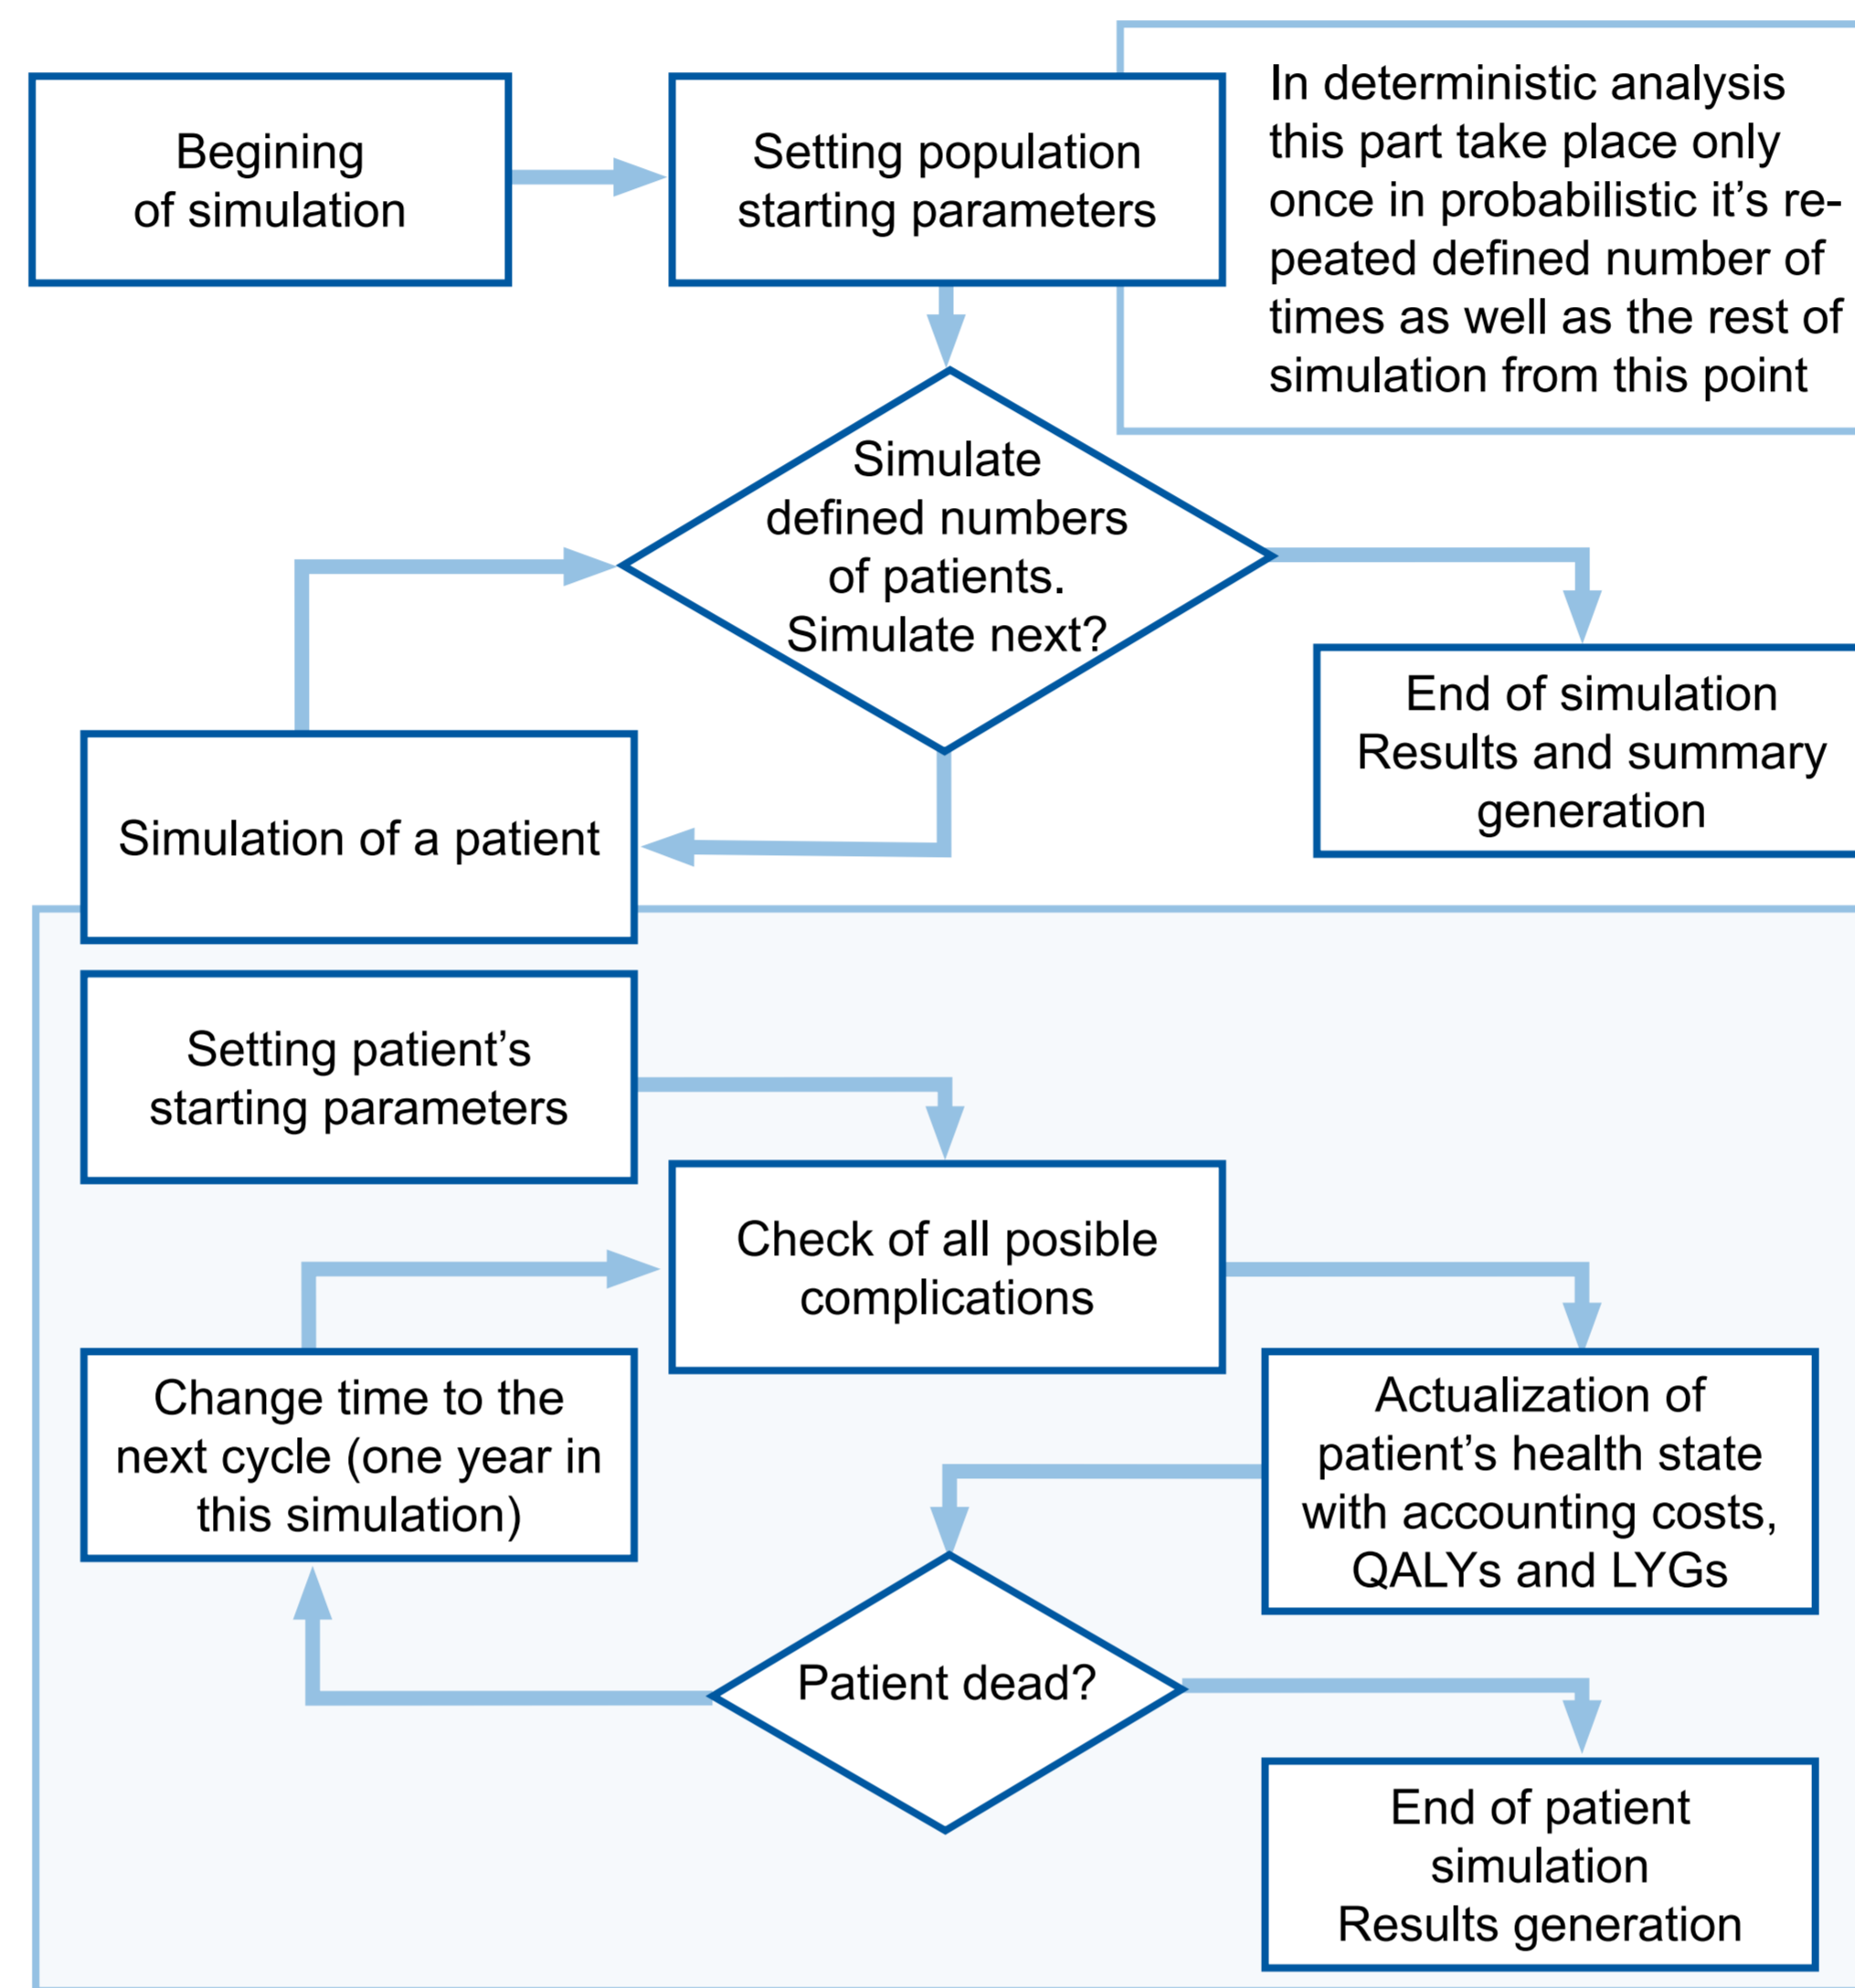 Begining
of simulation
Setting population
starting parameters
In deterministic analysis
this part take place only
once in probabilistic it’s re-
peated defined number of
times as well as the rest of
simulation from this point
Simulate
defined numbers
of patients.
Simulate next?
End of simulation
Results and summary
generation
Simulation of a patient
Setting patient’s
starting parameters
Check of all posible
complications
Change time to the
next cycle (one year in
this simulation)
Actualization of
patient’s health state
with accounting costs,
QALYs and LYGs
Patient dead?
End of patient
simulation
Results generation